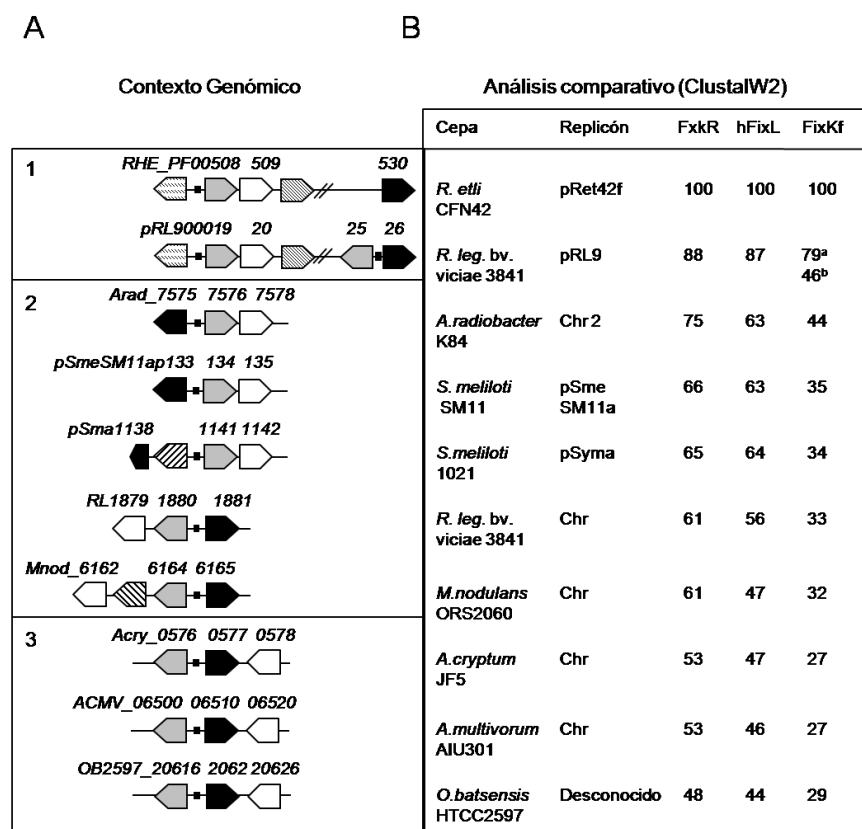 A
B
Contexto Genómico
Análisis comparativo (ClustalW2)
Cepa Replicón FxkR hFixL FixKf
1
RHE_PF00508 509 530
R. etli pRet42f 100 100 100
CFN42
pRL900019 20 25 26
R. leg. bv. pRL9 88 87 79ᵃ
viciae 3841 46ᵇ
2
Arad_7575 7576 7578
A.radiobacter Chr 2 75 63 44
K84
pSmeSM11ap133 134 135
S. meliloti pSme 66 63 35
SM11 SM11a
pSma1138 1141 1142
S.meliloti pSyma 65 64 34
1021
RL1879 1880 1881
R. leg. bv. Chr 61 56 33
viciae 3841
Mnod_6162 6164 6165
M.nodulans Chr 61 47 32
ORS2060
3
Acry_0576 0577 0578
A.cryptum Chr 53 47 27
JF5
ACMV_06500 06510 06520
A.multivorum Chr 53 46 27
AIU301
OB2597_20616 2062 20626
O.batsensis Desconocido 48 44 29
HTCC2597